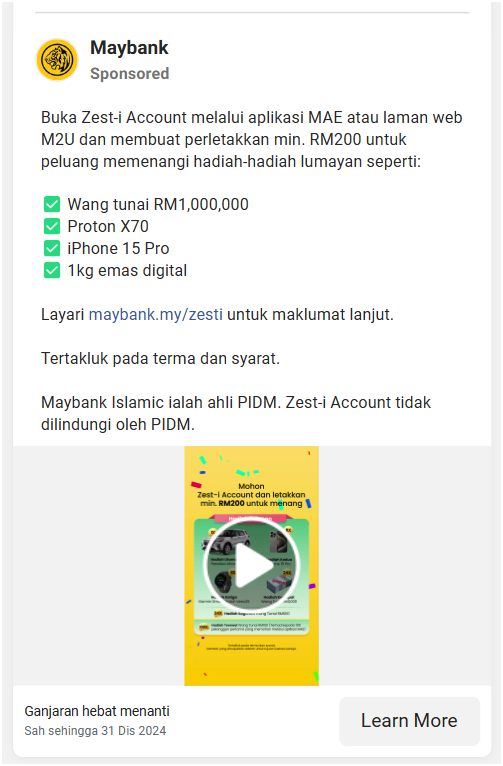 Maybank
Sponsored
Buka Zest-i Account melalui aplikasi MAE atau laman web
M2U dan membuat perletakkan min. RM200 untuk
peluang memenangi hadiah-hadiah lumayan seperti:
✅ Wang tunai RM1,000,000
✅ Proton X70
✅ iPhone 15 Pro
✅ 1kg emas digital
Layari maybank.my/zesti untuk maklumat lanjut.
Tertakluk pada terma dan syarat.
Maybank Islamic ialah ahli PIDM. Zest-i Account tidak
dilindungi oleh PIDM.
Mohon
Zest-i Account dan letakkan
min. RM200 untuk menang
Ganjaran hebat menanti
Sah sehingga 31 Dis 2024
Learn More